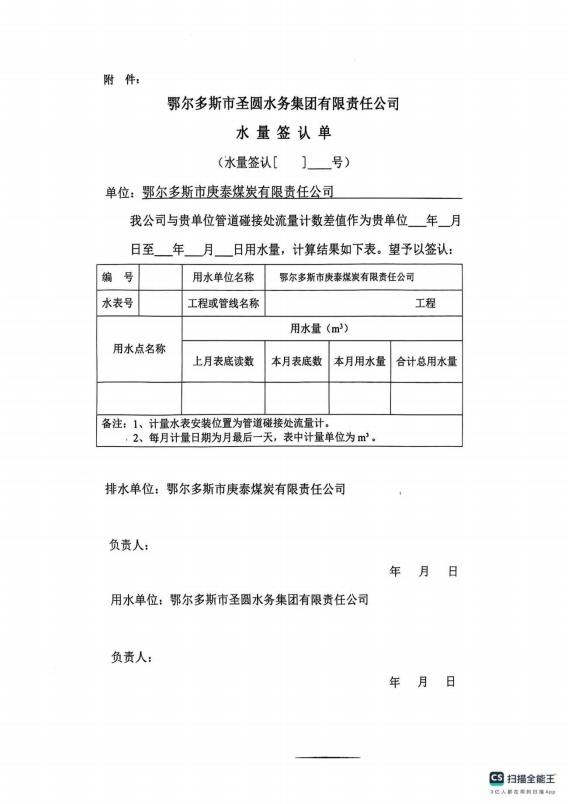 附 件：
鄂尔多斯市圣圆水务集团有限责任公司
水 量 签 认 单
（水量签认[ ]___号）
单位：鄂尔多斯市庚泰煤炭有限责任公司
我公司与贵单位管道碰接处流量计数差值作为贵单位___年__月
日至___年___月___日用水量，计算结果如下表。望予以签认：
编 号 用水单位名称 鄂尔多斯市庚泰煤炭有限责任公司
水表号 工程或管线名称 工程
用水点名称 用水量（m³）
上月表底读数 本月表底数 本月用水量 合计总用水量
备注：1、计量水表安装位置为管道碰接处流量计。
2、每月计量日期为月最后一天，表中计量单位为 m³ 。
排水单位：鄂尔多斯市庚泰煤炭有限责任公司
负责人：
年 月 日
用水单位：鄂尔多斯市圣圆水务集团有限责任公司
负责人：
年 月 日
CS 扫描全能王
3亿人都在用的扫描App